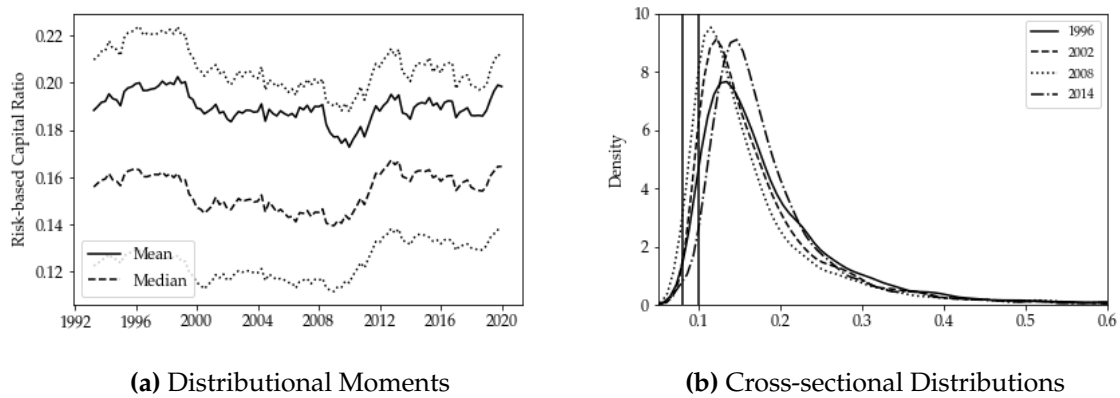 0.22
0.20
0.18
0.16
0.14
0.12
Risk-based Capital Ratio
Mean
Median
1992 1996 2000 2004 2008 2012 2016 2020
(a) Distributional Moments
10
8
6
4
2
0
Density
1996
2002
2008
2014
0.1 0.2 0.3 0.4 0.5 0.6
(b) Cross-sectional Distributions